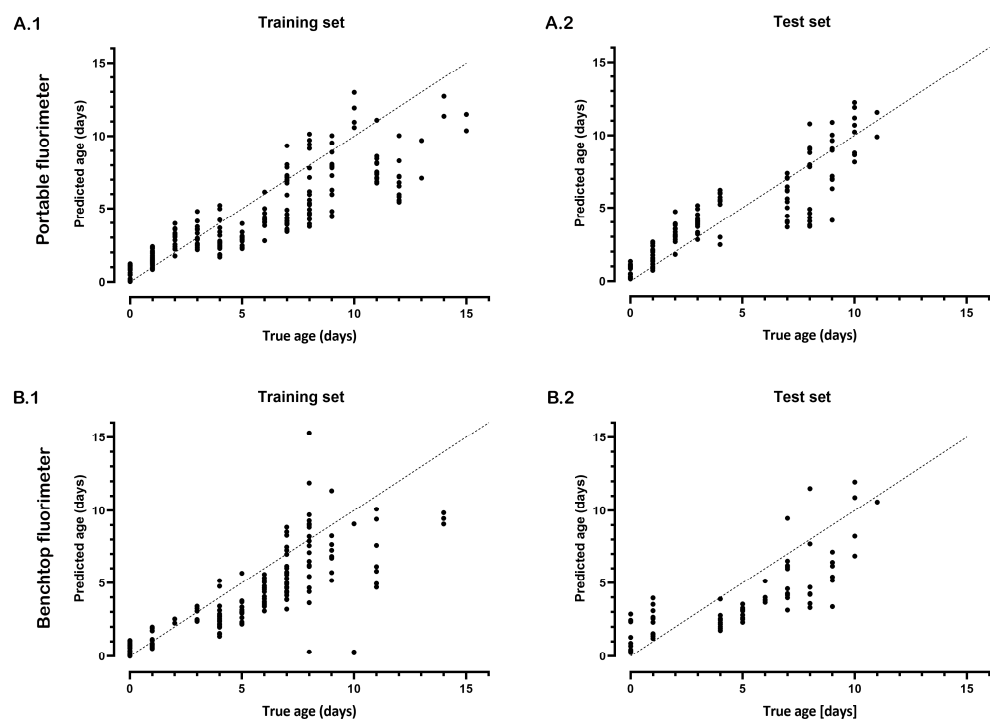 A.1
Training set
Portable fluorimeter
Predicted age (days)
15
10
5
0
0 5 10 15
True age (days)
A.2
Test set
Predicted age (days)
15
10
5
0
0 5 10 15
True age (days)
B.1
Training set
Benchtop fluorimeter
Predicted age (days)
15
10
5
0
0 5 10 15
True age (days)
B.2
Test set
Predicted age (days)
15
10
5
0
0 5 10 15
True age [days]